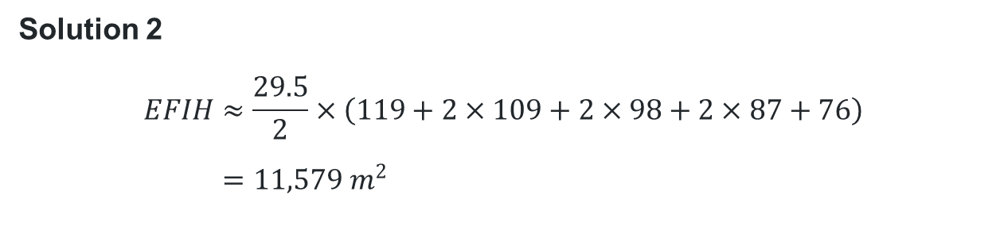 Solution 2
EFIH ≈ 29.5/2 × (119 + 2 × 109 + 2 × 98 + 2 × 87 + 76)
= 11,579 m²